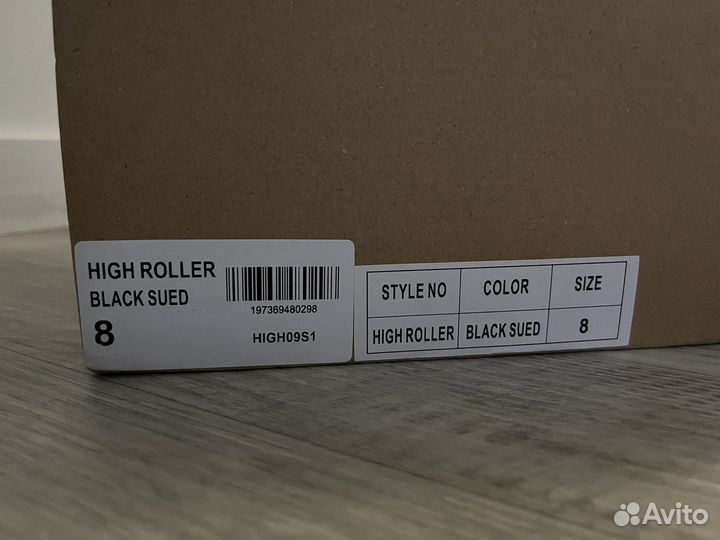 HIGH ROLLER
BLACK SUED
8
197369480298
HIGH09S1
STYLE NO COLOR SIZE
HIGH ROLLER BLACK SUED 8
Avito